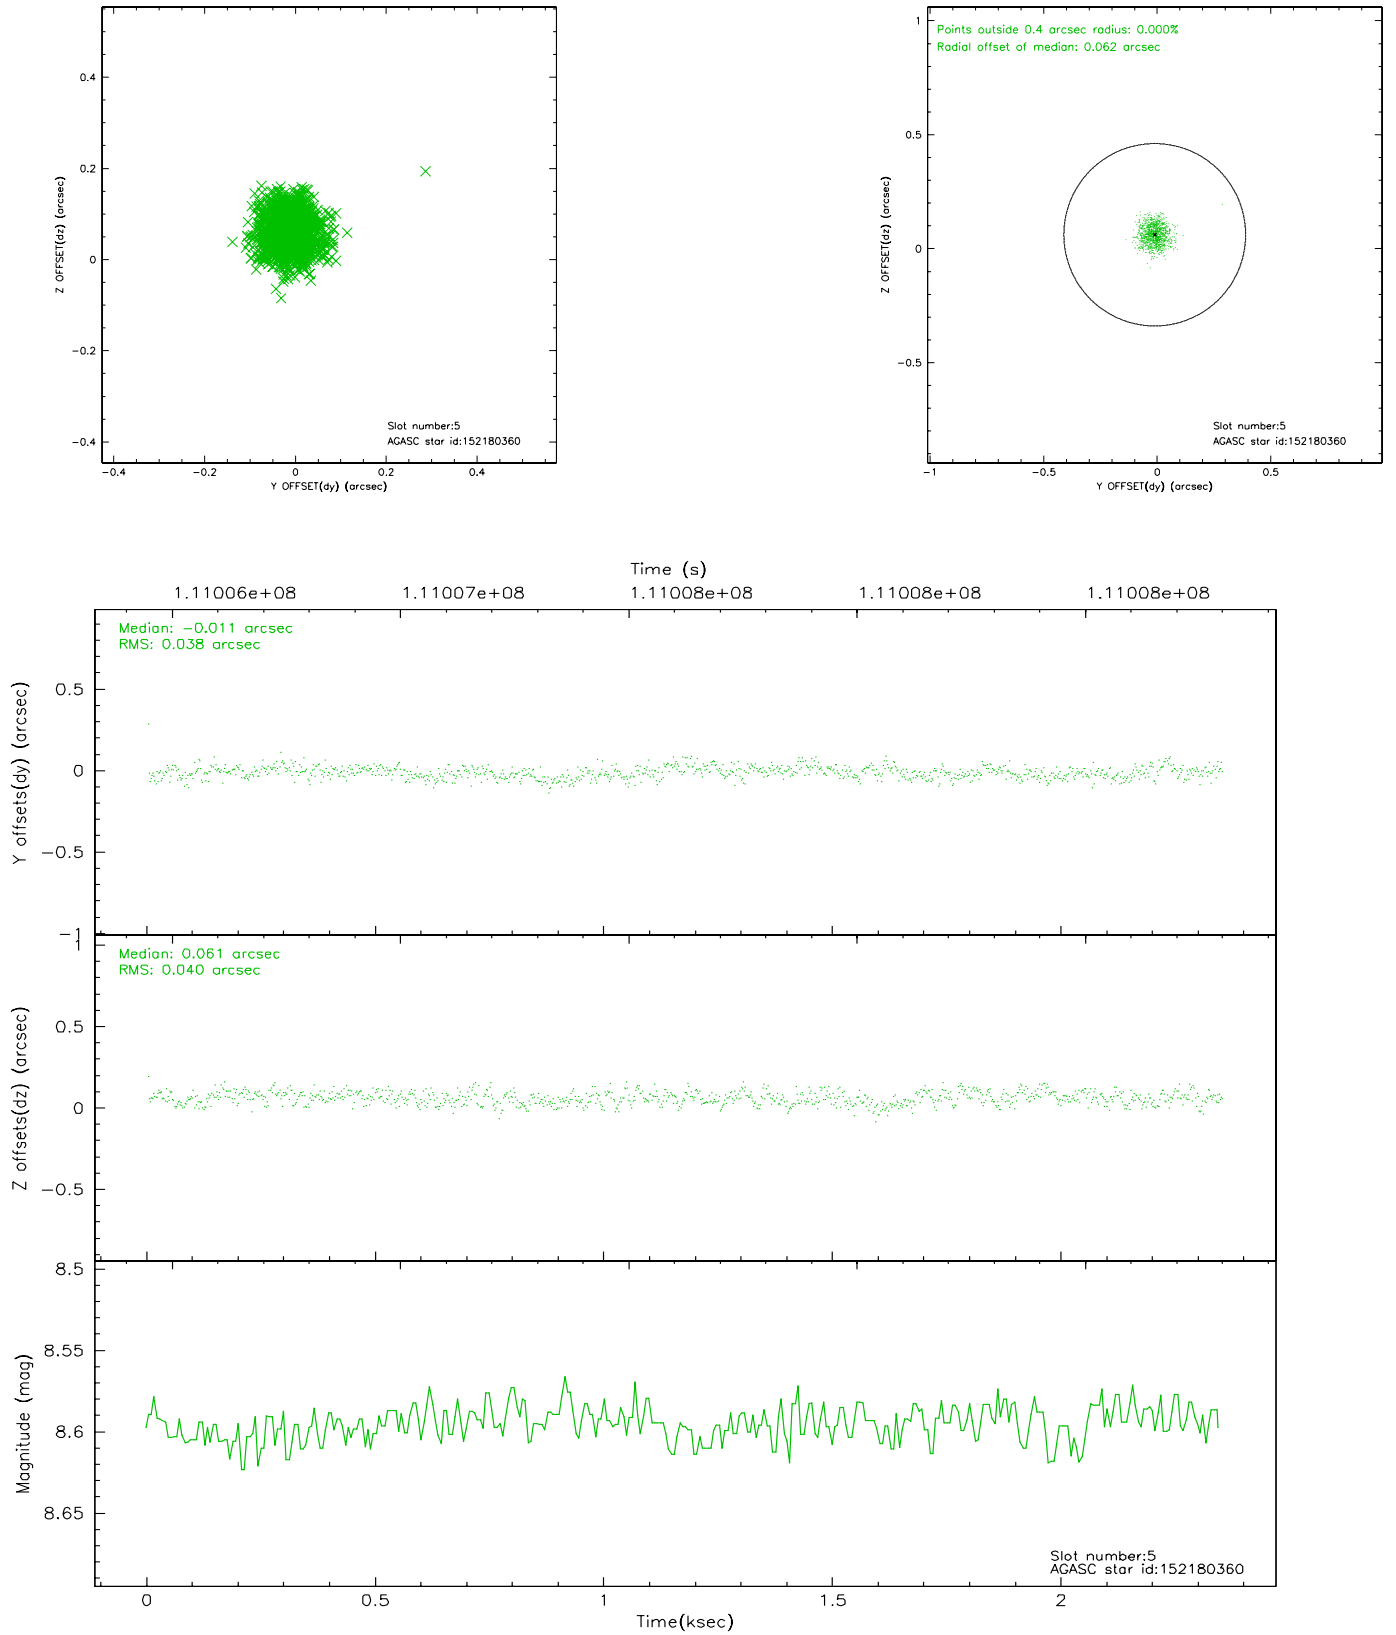 0.4
0.2
0
−0.2
−0.4
Z OFFSET(dz) (arcsec)
Slot number:5
AGASC star id:152180360
−0.4 −0.2 0 0.2 0.4
Y OFFSET(dy) (arcsec)
Points outside 0.4 arcsec radius: 0.000%
Radial offset of median: 0.062 arcsec
1
0.5
0
−0.5
Z OFFSET(dz) (arcsec)
Slot number:5
AGASC star id:152180360
−1 −0.5 0 0.5
Y OFFSET(dy) (arcsec)
Time (s)
1.11006e+08 1.11007e+08 1.11008e+08 1.11008e+08 1.11008e+08
Median: −0.011 arcsec
RMS: 0.038 arcsec
0.5
0
−0.5
−1
Y offsets(dy) (arcsec)
Median: 0.061 arcsec
RMS: 0.040 arcsec
1
0.5
0
−0.5
Z offsets(dz) (arcsec)
8.5
8.55
8.6
8.65
Magnitude (mag)
Slot number:5
AGASC star id:152180360
0 0.5 1 1.5 2
Time(ksec)